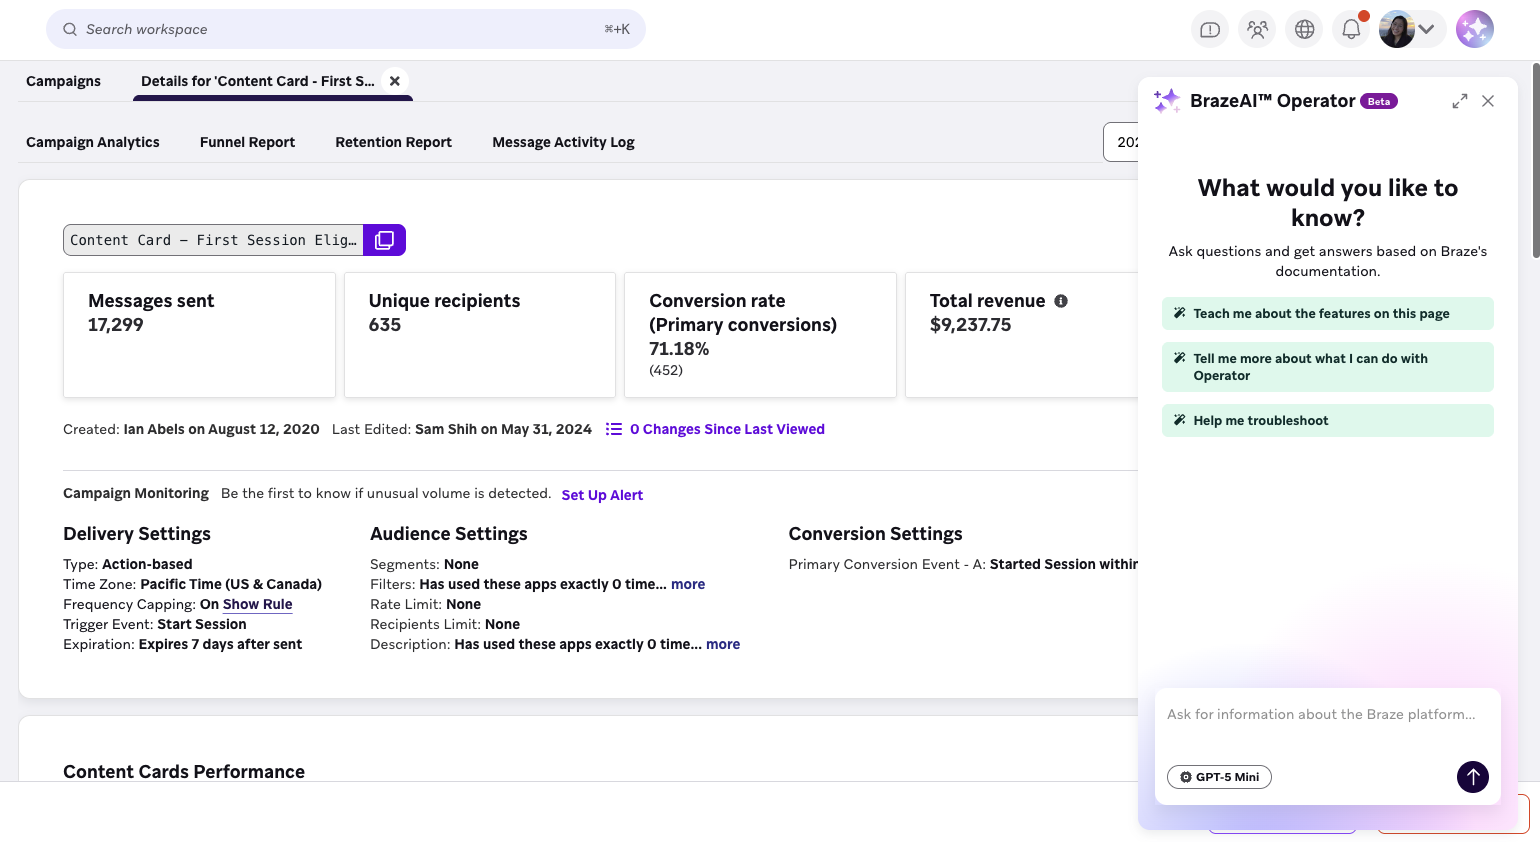 Search workspace
⌘+K
Campaigns
Details for 'Content Card - First S...
Campaign Analytics
Funnel Report
Retention Report
Message Activity Log
202
Content Card – First Session Elig…
Messages sent
17,299
Unique recipients
635
Conversion rate
(Primary conversions)
71.18%
(452)
Total revenue
$9,237.75
Created: Ian Abels on August 12, 2020 Last Edited: Sam Shih on May 31, 2024 0 Changes Since Last Viewed
Campaign Monitoring Be the first to know if unusual volume is detected. Set Up Alert
Delivery Settings
Type: Action-based
Time Zone: Pacific Time (US & Canada)
Frequency Capping: On Show Rule
Trigger Event: Start Session
Expiration: Expires 7 days after sent
Audience Settings
Segments: None
Filters: Has used these apps exactly 0 time... more
Rate Limit: None
Recipients Limit: None
Description: Has used these apps exactly 0 time... more
Conversion Settings
Primary Conversion Event - A: Started Session within
Content Cards Performance
BrazeAI™ Operator Beta
What would you like to
know?
Ask questions and get answers based on Braze's
documentation.
Teach me about the features on this page
Tell me more about what I can do with
Operator
Help me troubleshoot
Ask for information about the Braze platform...
GPT-5 Mini